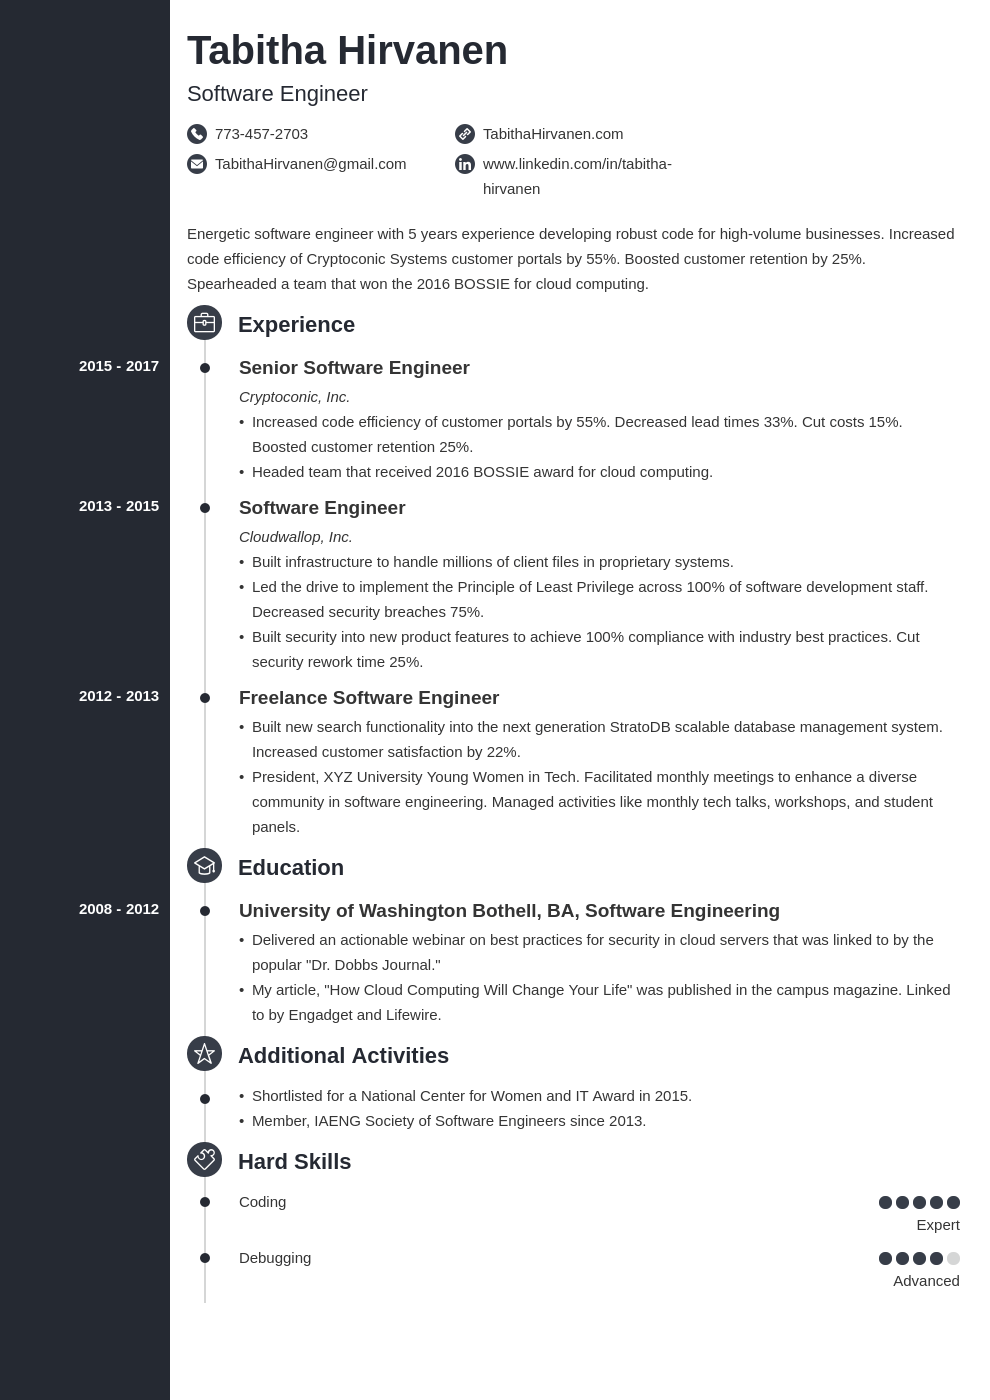 Tabitha Hirvanen
Software Engineer
773-457-2703
TabithaHirvanen.com
TabithaHirvanen@gmail.com
www.linkedin.com/in/tabitha-
hirvanen
Energetic software engineer with 5 years experience developing robust code for high-volume businesses. Increased
code efficiency of Cryptoconic Systems customer portals by 55%. Boosted customer retention by 25%.
Spearheaded a team that won the 2016 BOSSIE for cloud computing.
Experience
2015 - 2017
Senior Software Engineer
Cryptoconic, Inc.
• Increased code efficiency of customer portals by 55%. Decreased lead times 33%. Cut costs 15%.
Boosted customer retention 25%.
• Headed team that received 2016 BOSSIE award for cloud computing.
2013 - 2015
Software Engineer
Cloudwallop, Inc.
• Built infrastructure to handle millions of client files in proprietary systems.
• Led the drive to implement the Principle of Least Privilege across 100% of software development staff.
Decreased security breaches 75%.
• Built security into new product features to achieve 100% compliance with industry best practices. Cut
security rework time 25%.
2012 - 2013
Freelance Software Engineer
• Built new search functionality into the next generation StratoDB scalable database management system.
Increased customer satisfaction by 22%.
• President, XYZ University Young Women in Tech. Facilitated monthly meetings to enhance a diverse
community in software engineering. Managed activities like monthly tech talks, workshops, and student
panels.
Education
2008 - 2012
University of Washington Bothell, BA, Software Engineering
• Delivered an actionable webinar on best practices for security in cloud servers that was linked to by the
popular "Dr. Dobbs Journal."
• My article, "How Cloud Computing Will Change Your Life" was published in the campus magazine. Linked
to by Engadget and Lifewire.
Additional Activities
• Shortlisted for a National Center for Women and IT Award in 2015.
• Member, IAENG Society of Software Engineers since 2013.
Hard Skills
Coding
Expert
Debugging
Advanced